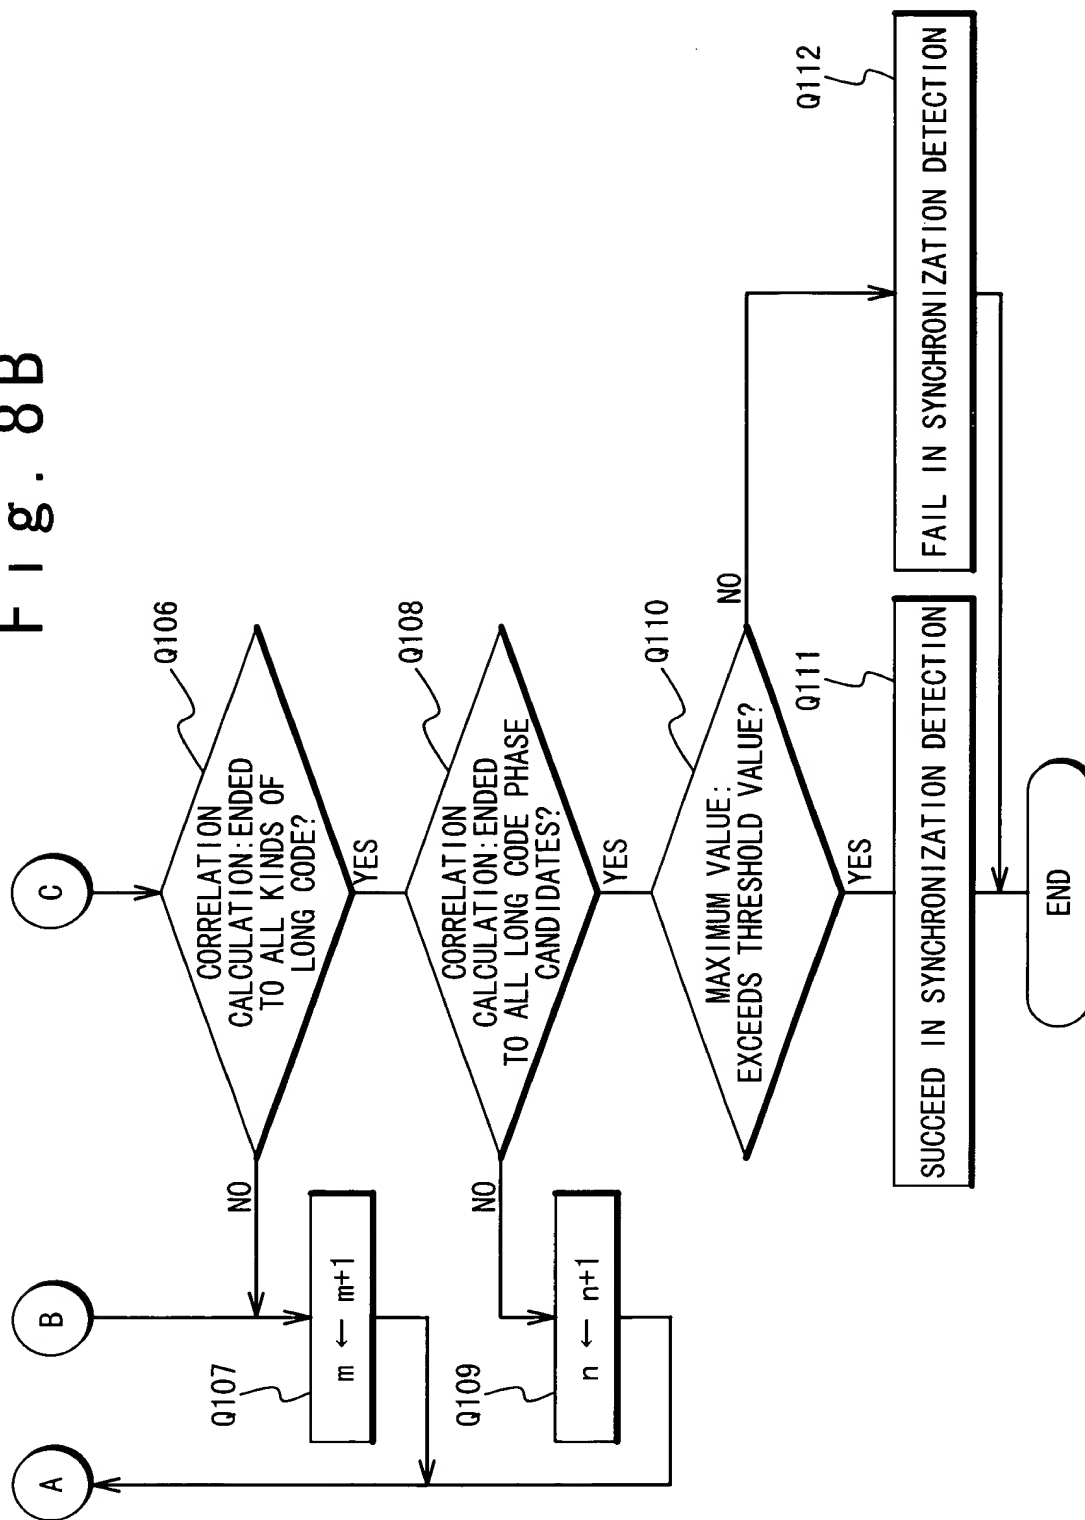 Fig. 8B
A
B
C
Q106
CORRELATION
CALCULATION:ENDED
TO ALL KINDS OF
LONG CODE?
NO
YES
Q107
m ← m+1
Q108
CORRELATION
CALCULATION:ENDED
TO ALL LONG CODE PHASE
CANDIDATES?
NO
YES
Q109
n ← n+1
Q110
MAXIMUM VALUE:
EXCEEDS THRESHOLD VALUE?
NO
YES
Q111
SUCCEED IN SYNCHRONIZATION DETECTION
Q112
FAIL IN SYNCHRONIZATION DETECTION
END